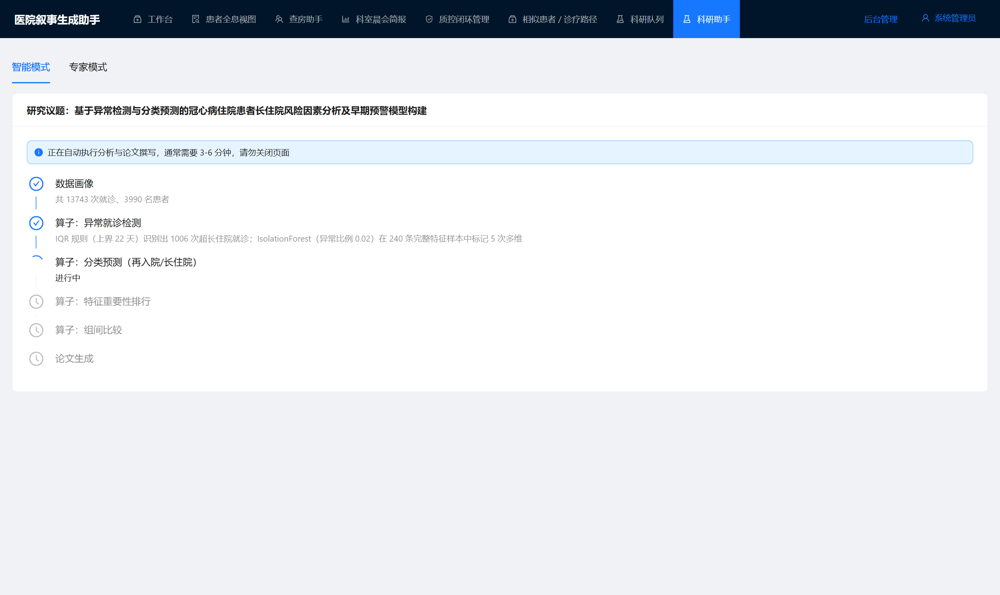 医院叙事生成助手 工作台 患者全息视图 查房助手 科室晨会简报 质控闭环管理 相似患者 / 诊疗路径 科研队列 科研助手 后台管理 系统管理员
智能模式 专家模式
研究议题：基于异常检测与分类预测的冠心病住院患者长住院风险因素分析及早期预警模型构建
正在自动执行分析与论文撰写，通常需要 3-6 分钟，请勿关闭页面
数据画像
共 13743 次就诊、3990 名患者
算子：异常就诊检测
IQR 规则（上界 22 天）识别出 1006 次超长住院就诊；IsolationForest（异常比例 0.02）在 240 条完整特征样本中标记 5 次多维
算子：分类预测（再入院/长住院）
进行中
算子：特征重要性排行
算子：组间比较
论文生成